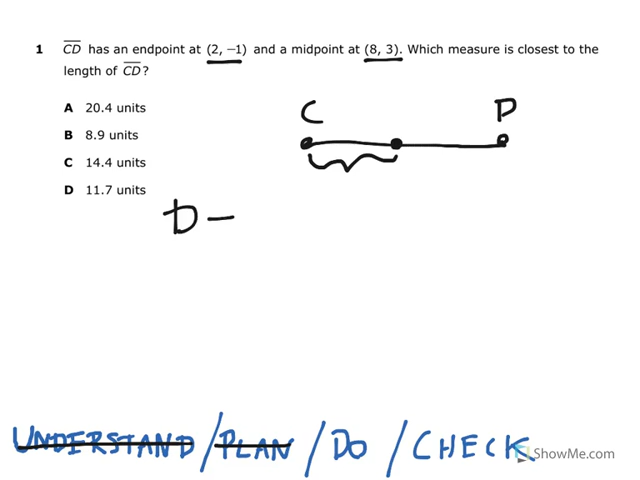 1 CD has an endpoint at (2, −1) and a midpoint at (8, 3). Which measure is closest to the
length of CD?
A 20.4 units
B 8.9 units
C 14.4 units
D 11.7 units
C D
D −
UNDERSTAND / PLAN / DO / CHECK
ShowMe.com